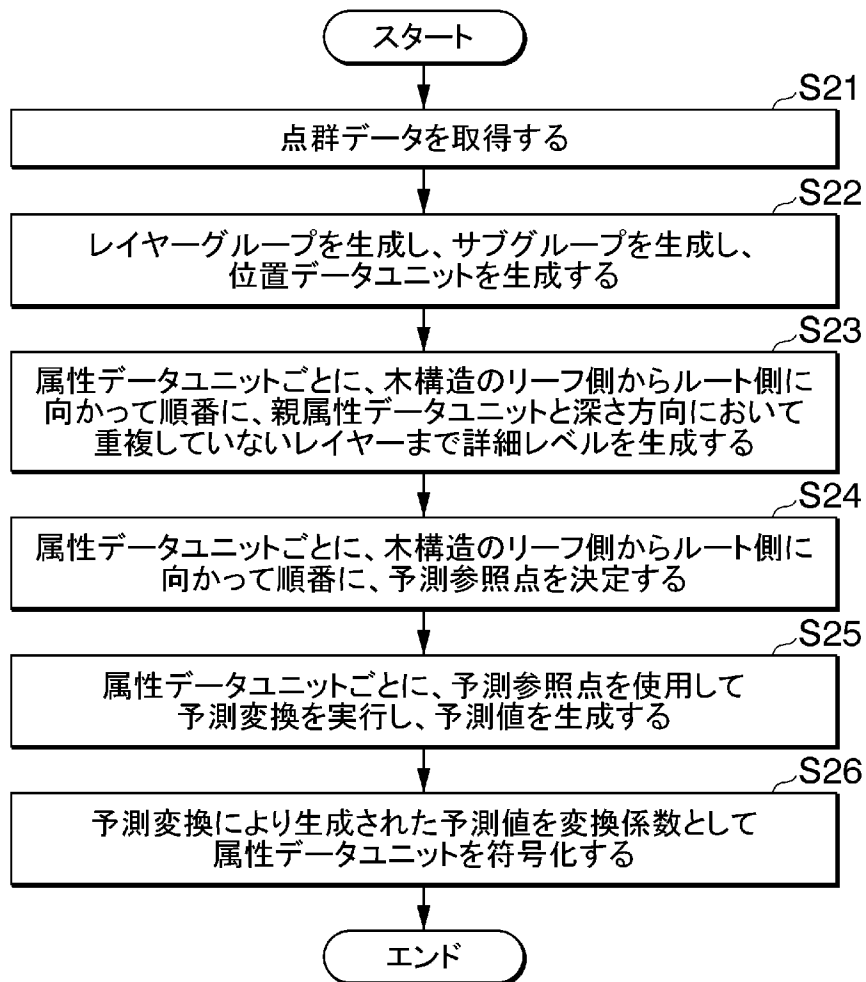 スタート
S21
点群データを取得する
S22
レイヤーグループを生成し、サブグループを生成し、
位置データユニットを生成する
S23
属性データユニットごとに、木構造のリーフ側からルート側に
向かって順番に、親属性データユニットと深さ方向において
重複していないレイヤーまで詳細レベルを生成する
S24
属性データユニットごとに、木構造のリーフ側からルート側に
向かって順番に、予測参照点を決定する
S25
属性データユニットごとに、予測参照点を使用して
予測変換を実行し、予測値を生成する
S26
予測変換により生成された予測値を変換係数として
属性データユニットを符号化する
エンド